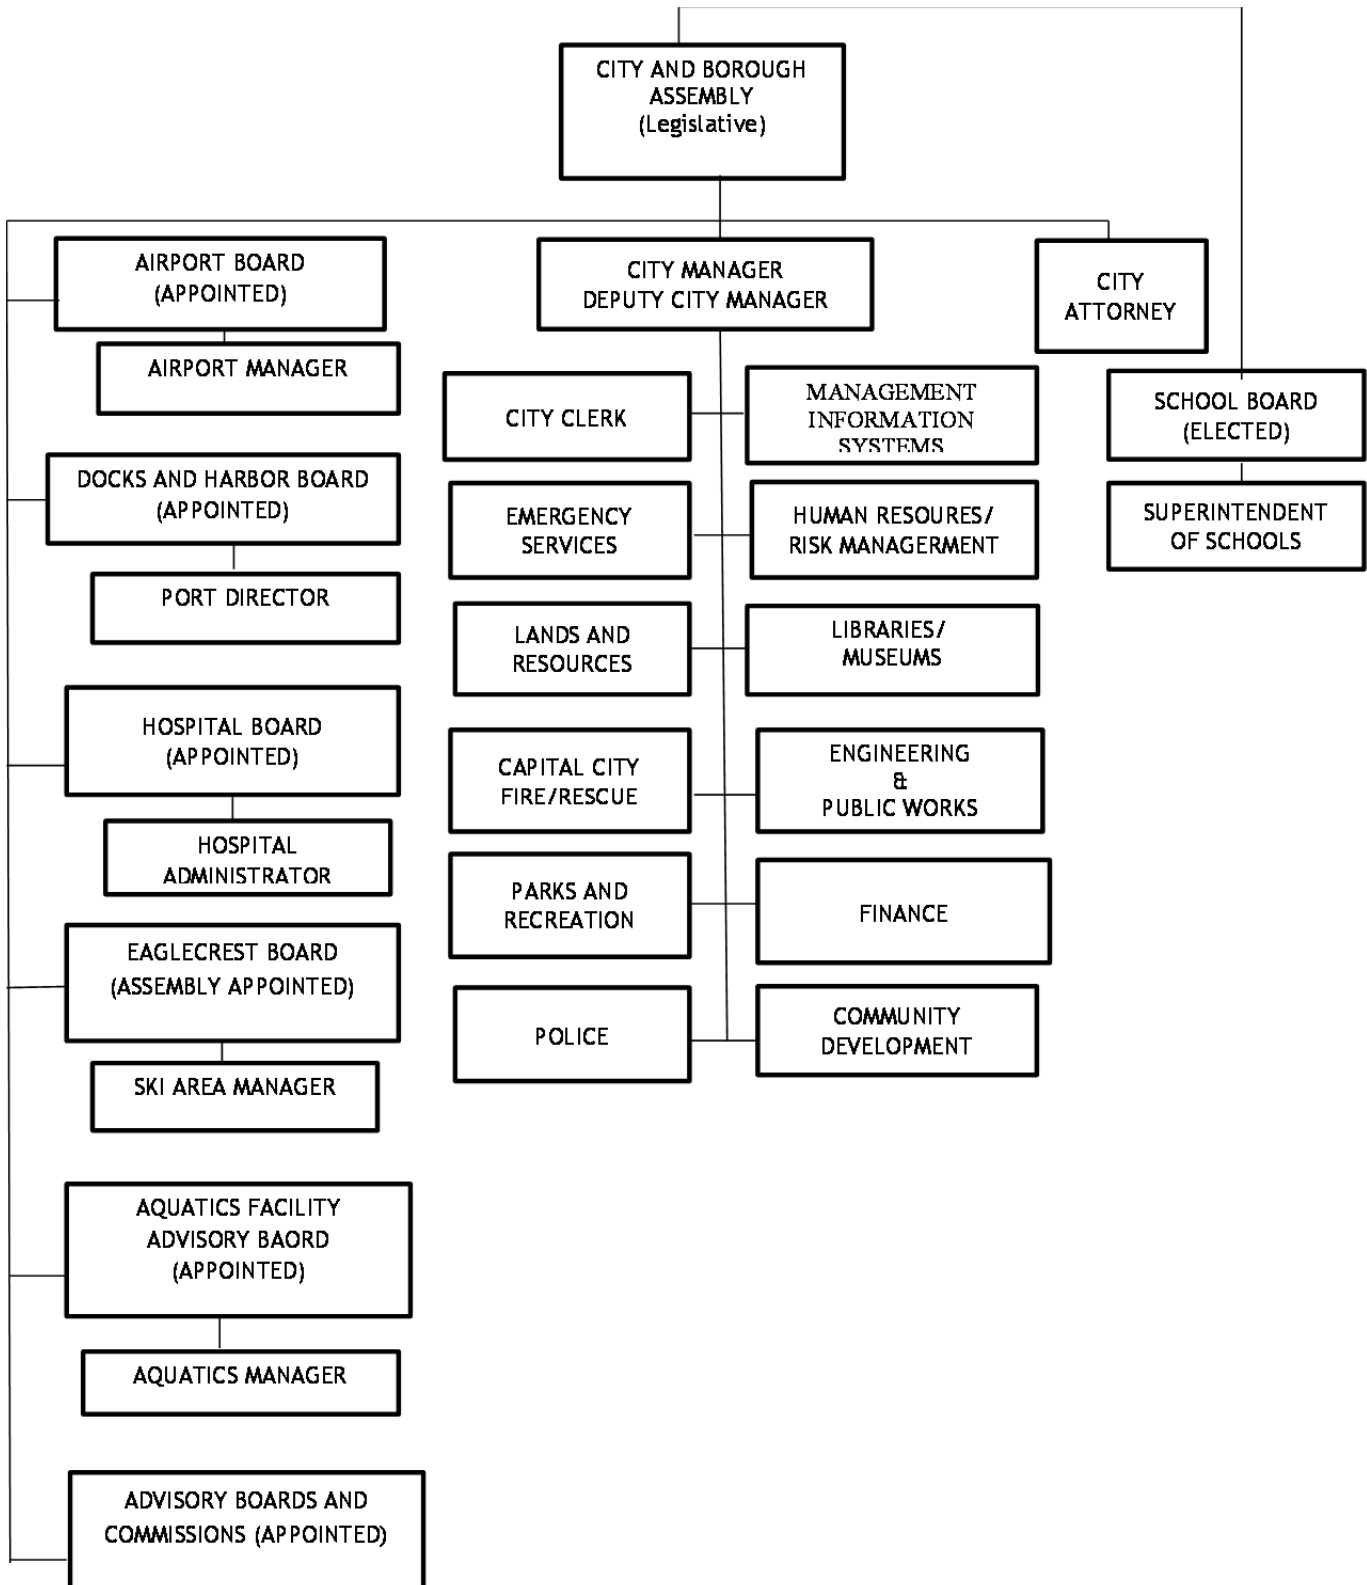 CITY AND BOROUGH
ASSEMBLY
(Legislative)
AIRPORT BOARD
(APPOINTED)
AIRPORT MANAGER
DOCKS AND HARBOR BOARD
(APPOINTED)
PORT DIRECTOR
HOSPITAL BOARD
(APPOINTED)
HOSPITAL
ADMINISTRATOR
EAGLECREST BOARD
(ASSEMBLY APPOINTED)
SKI AREA MANAGER
AQUATICS FACILITY
ADVISORY BAORD
(APPOINTED)
AQUATICS MANAGER
ADVISORY BOARDS AND
COMMISSIONS (APPOINTED)
CITY MANAGER
DEPUTY CITY MANAGER
CITY CLERK
MANAGEMENT
INFORMATION
SYSTEMS
EMERGENCY
SERVICES
HUMAN RESOURES/
RISK MANAGERMENT
LANDS AND
RESOURCES
LIBRARIES/
MUSEUMS
CAPITAL CITY
FIRE/RESCUE
ENGINEERING
&
PUBLIC WORKS
PARKS AND
RECREATION
FINANCE
POLICE
COMMUNITY
DEVELOPMENT
CITY
ATTORNEY
SCHOOL BOARD
(ELECTED)
SUPERINTENDENT
OF SCHOOLS